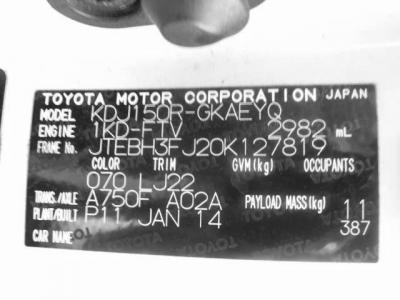 TOYOTA MOTOR CORPORATION JAPAN
MODEL KDJ150R-GKAEYQ
ENGINE 1KD-FTV 2982 mL
FRAME No. JTEBH3FJ20K127819
COLOR TRIM GVM(kg) OCCUPANTS
070 LJ22
TRANS./AXLE A750F A02A
PLANT/BUILT P11 JAN 14 PAYLOAD MASS(kg) 11
387
CAR NAME